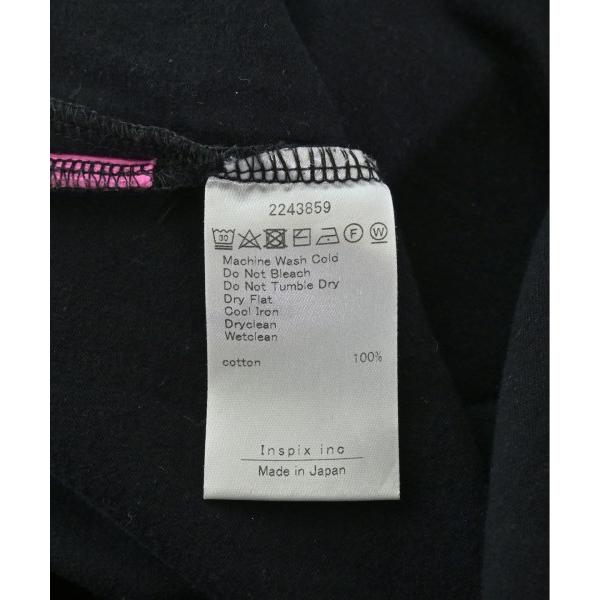 2243859
30 F W
Machine Wash Cold
Do Not Bleach
Do Not Tumble Dry
Dry Flat
Cool Iron
Dryclean
Wetclean
cotton 100%
Inspix inc
Made in Japan